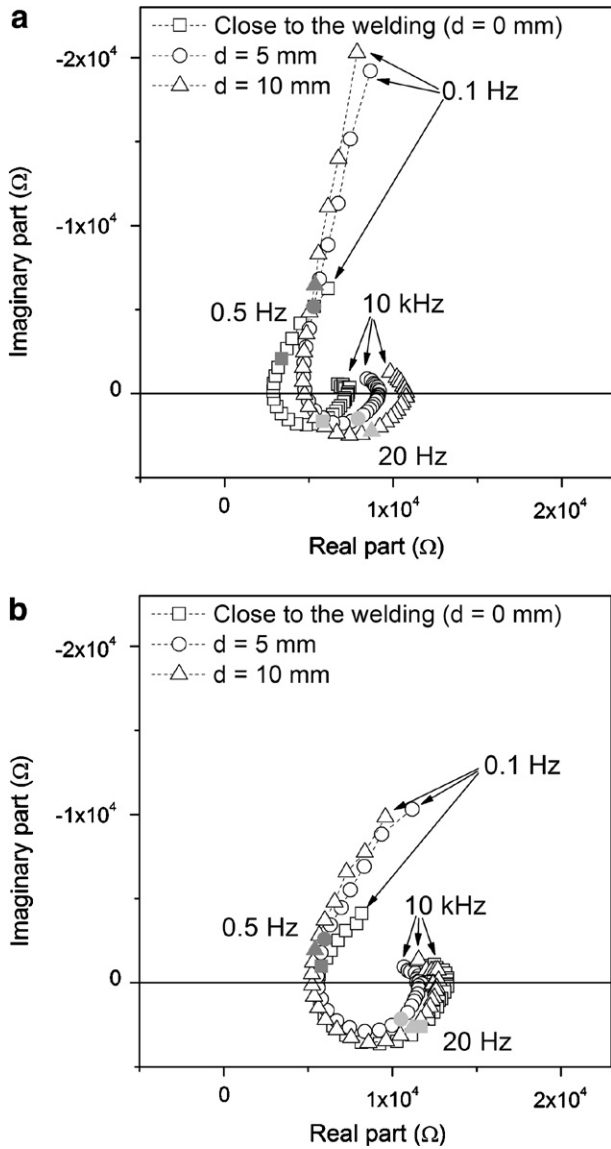 a
Close to the welding (d = 0 mm)
d = 5 mm
d = 10 mm
0.1 Hz
0.5 Hz
10 kHz
20 Hz
-2x10⁴
-1x10⁴
0
Imaginary part (Ω)
0
1x10⁴
2x10⁴
Real part (Ω)
b
Close to the welding (d = 0 mm)
d = 5 mm
d = 10 mm
0.1 Hz
0.5 Hz
10 kHz
20 Hz
-2x10⁴
-1x10⁴
0
Imaginary part (Ω)
0
1x10⁴
2x10⁴
Real part (Ω)